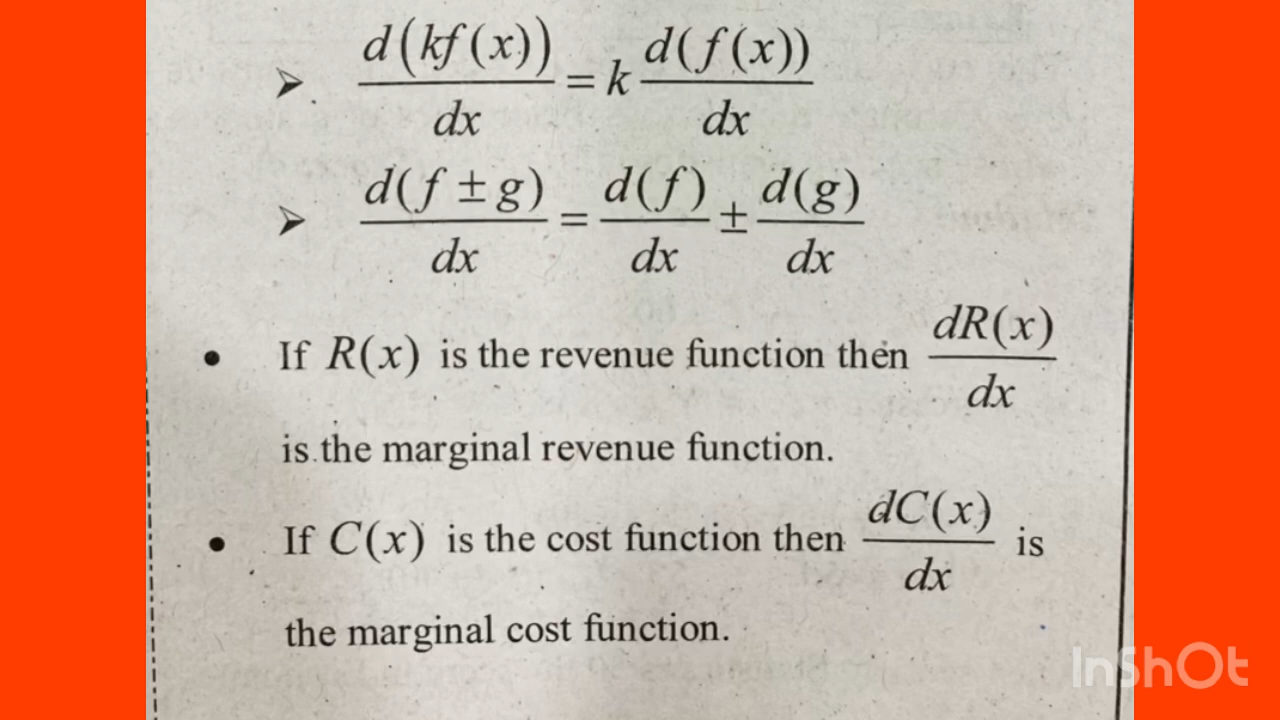 ➢ d(kf(x))/dx = k d(f(x))/dx
➢ d(f ± g)/dx = d(f)/dx ± d(g)/dx
• If R(x) is the revenue function then dR(x)/dx
is the marginal revenue function.
• If C(x) is the cost function then dC(x)/dx is
the marginal cost function.
InShOt